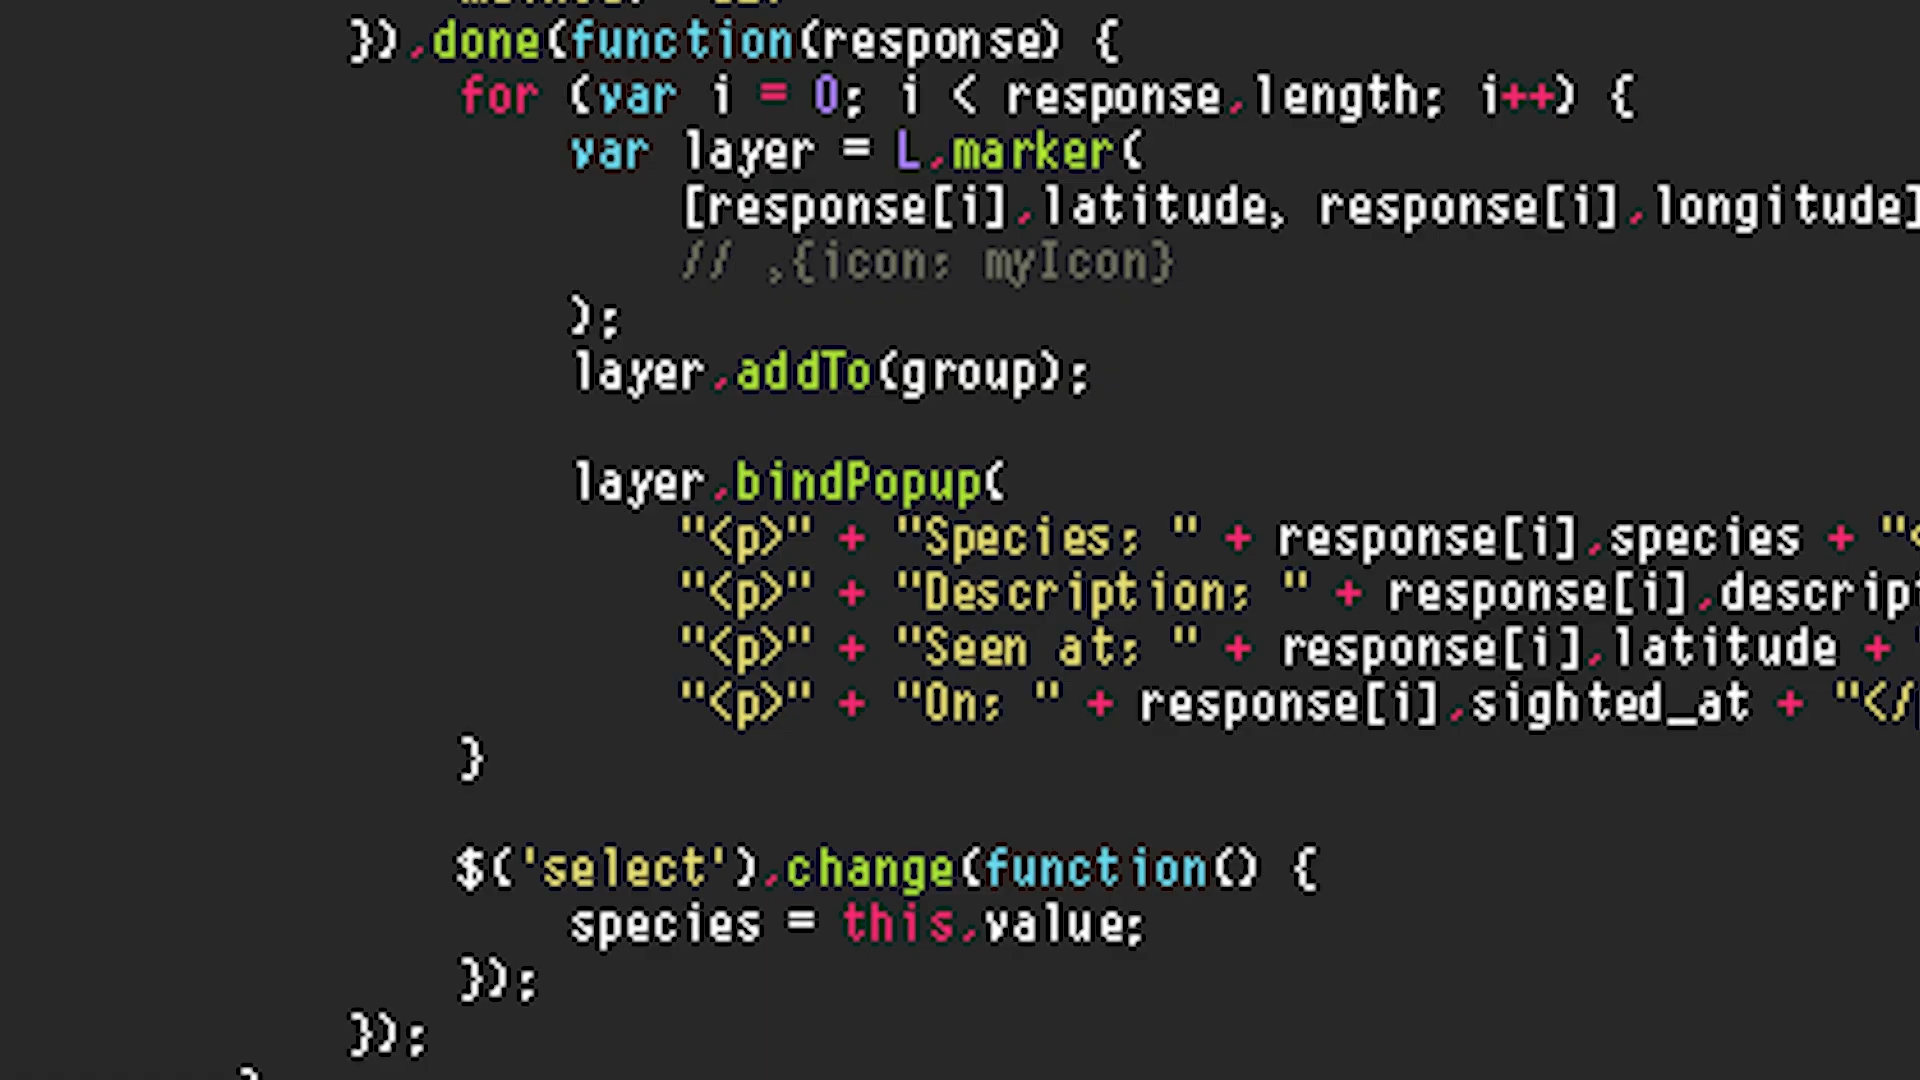 }).done(function(response) {
for (var i = 0; i < response.length; i++) {
var layer = L.marker(
[response[i].latitude, response[i].longitude]
// ,{icon: myIcon}
);
layer.addTo(group);
layer.bindPopup(
"<p>" + "Species: " + response[i].species + "<
"<p>" + "Description: " + response[i].descript
"<p>" + "Seen at: " + response[i].latitude +
"<p>" + "On: " + response[i].sighted_at + "</
}
$('select').change(function() {
species = this.value;
});
});
}